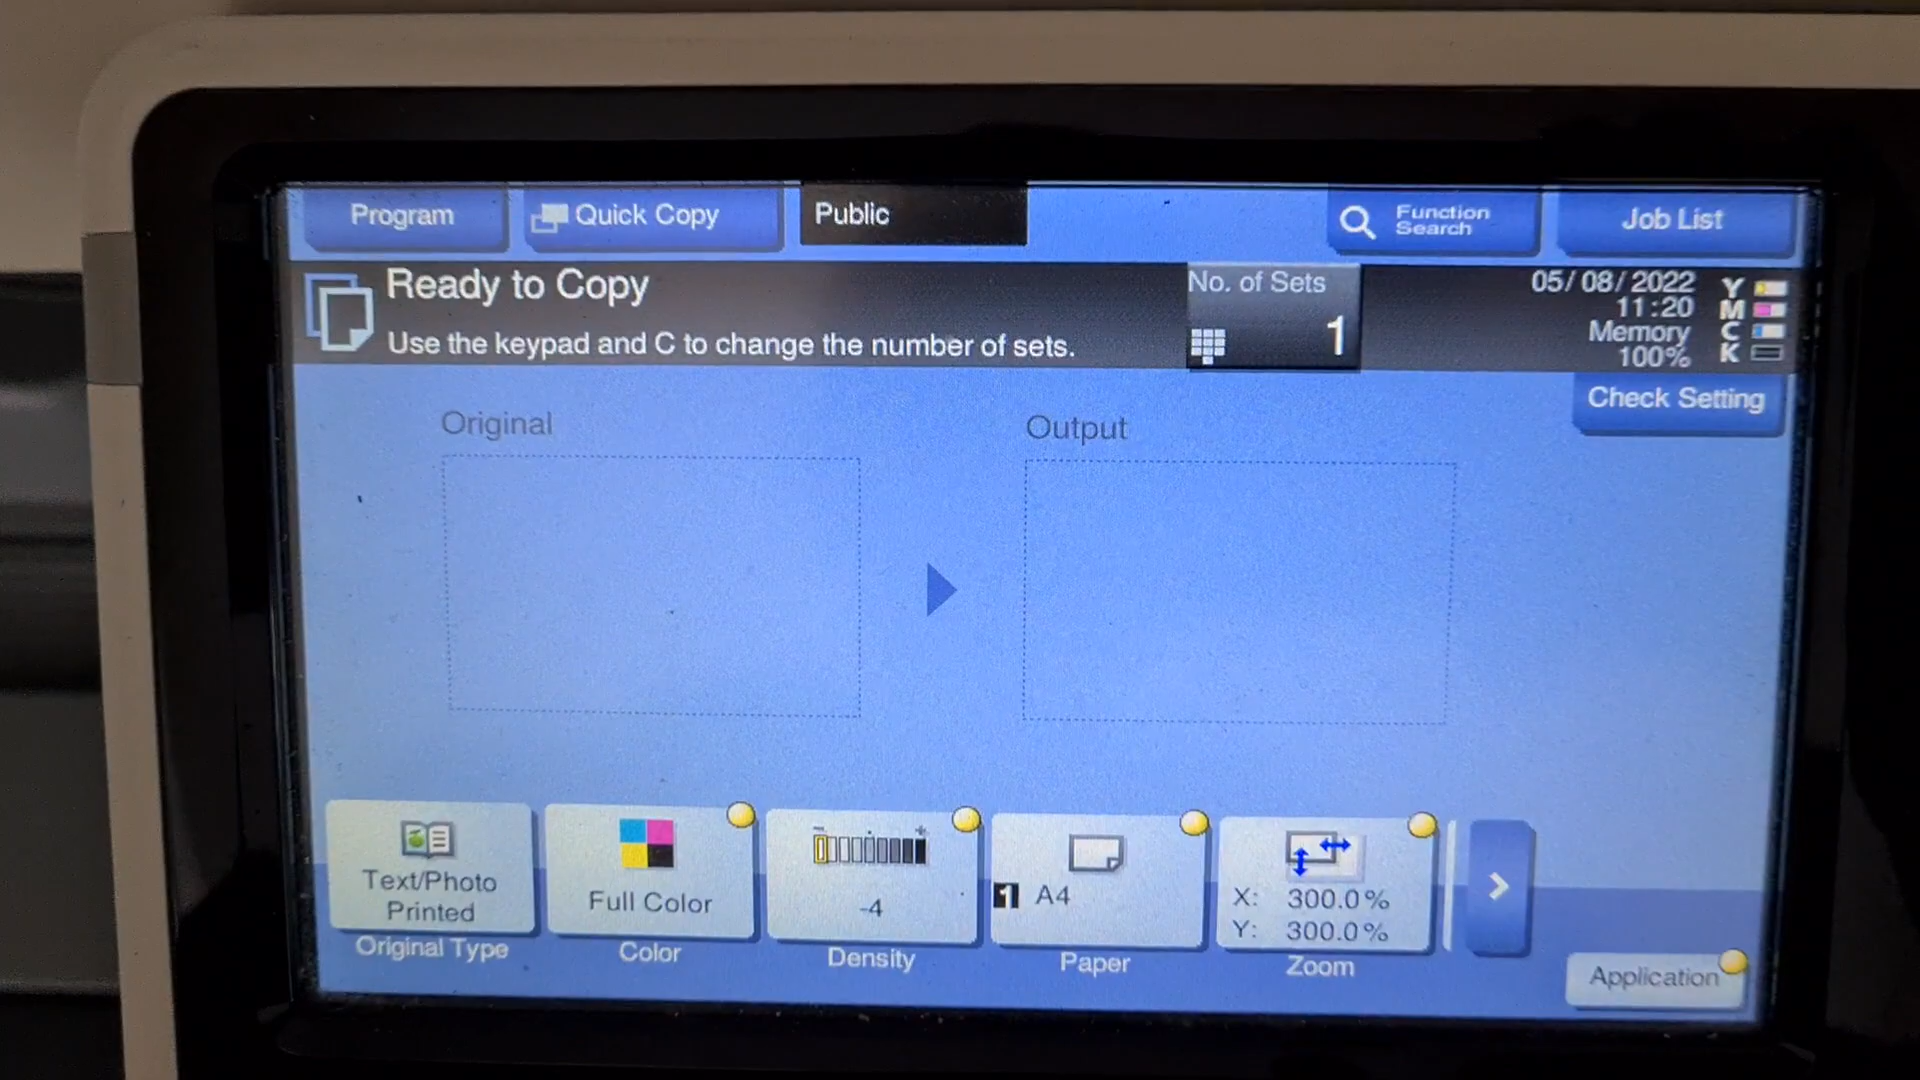 Program
Quick Copy
Public
Function
Search
Job List
Ready to Copy
Use the keypad and C to change the number of sets.
No. of Sets
1
05/08/2022
11:20
Memory
100%
Y
M
C
K
Check Setting
Original
Output
Text/Photo
Printed
Original Type
Full Color
Color
- +
-4
Density
1 A4
Paper
X: 300.0%
Y: 300.0%
Zoom
Application